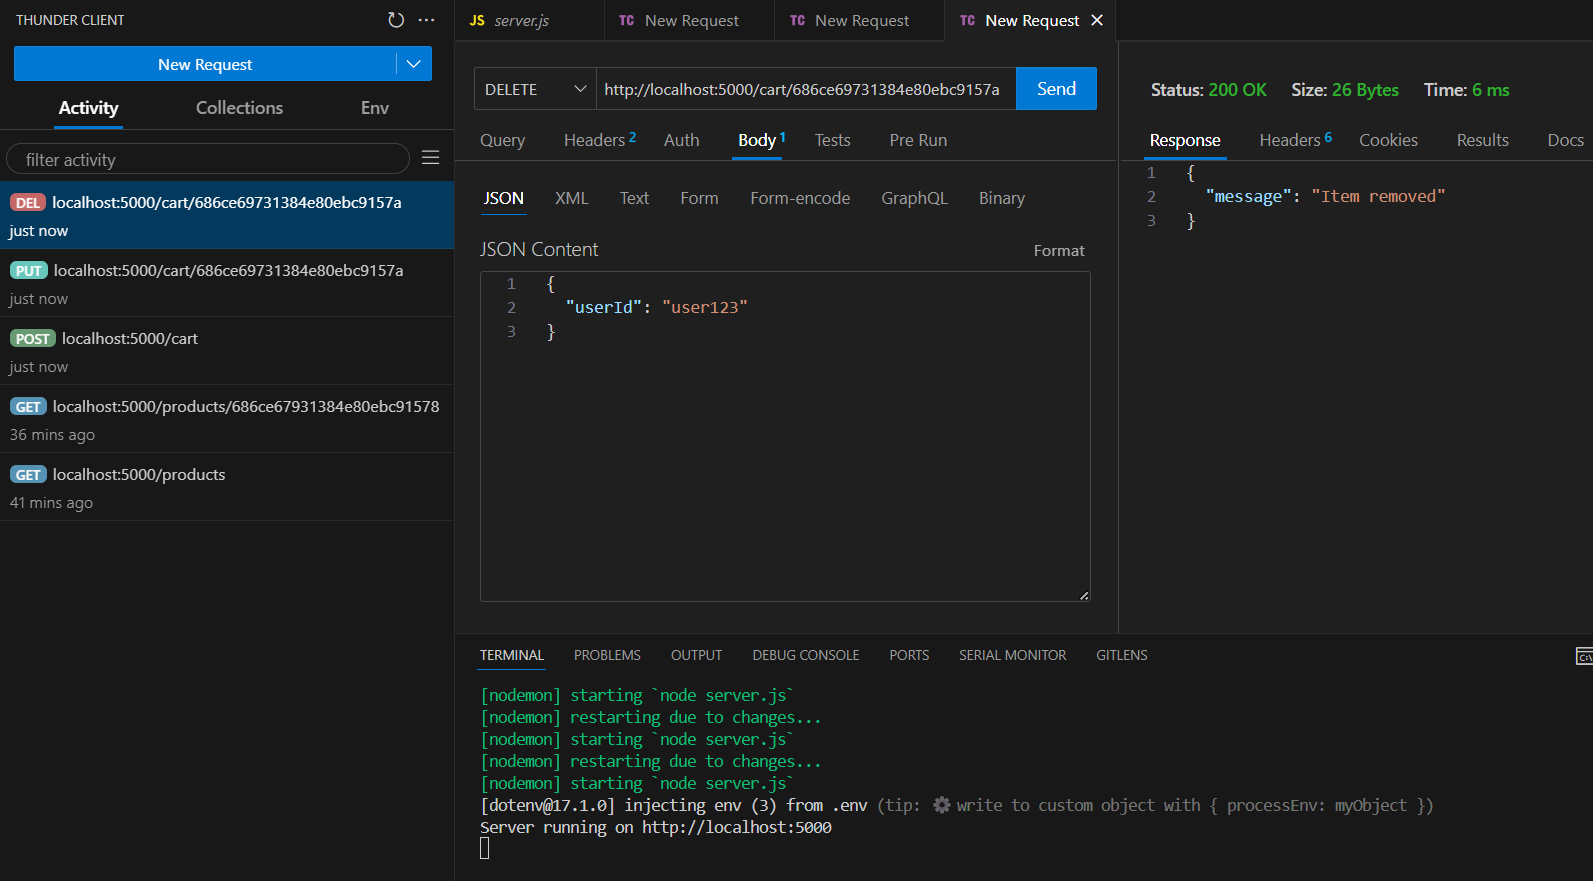 THUNDER CLIENT
New Request
Activity Collections Env
filter activity
DEL localhost:5000/cart/686ce69731384e80ebc9157a
just now
PUT localhost:5000/cart/686ce69731384e80ebc9157a
just now
POST localhost:5000/cart
just now
GET localhost:5000/products/686ce67931384e80ebc91578
36 mins ago
GET localhost:5000/products
41 mins ago
JS server.js TC New Request TC New Request TC New Request
DELETE http://localhost:5000/cart/686ce69731384e80ebc9157a Send
Query Headers 2 Auth Body 1 Tests Pre Run
JSON XML Text Form Form-encode GraphQL Binary
JSON Content Format
1 {
2 "userId": "user123"
3 }
Status: 200 OK Size: 26 Bytes Time: 6 ms
Response Headers 6 Cookies Results Docs
1 {
2 "message": "Item removed"
3 }
TERMINAL PROBLEMS OUTPUT DEBUG CONSOLE PORTS SERIAL MONITOR GITLENS
[nodemon] starting `node server.js`
[nodemon] restarting due to changes...
[nodemon] starting `node server.js`
[nodemon] restarting due to changes...
[nodemon] starting `node server.js`
[dotenv@17.1.0] injecting env (3) from .env (tip: ⚙️ write to custom object with { processEnv: myObject })
Server running on http://localhost:5000